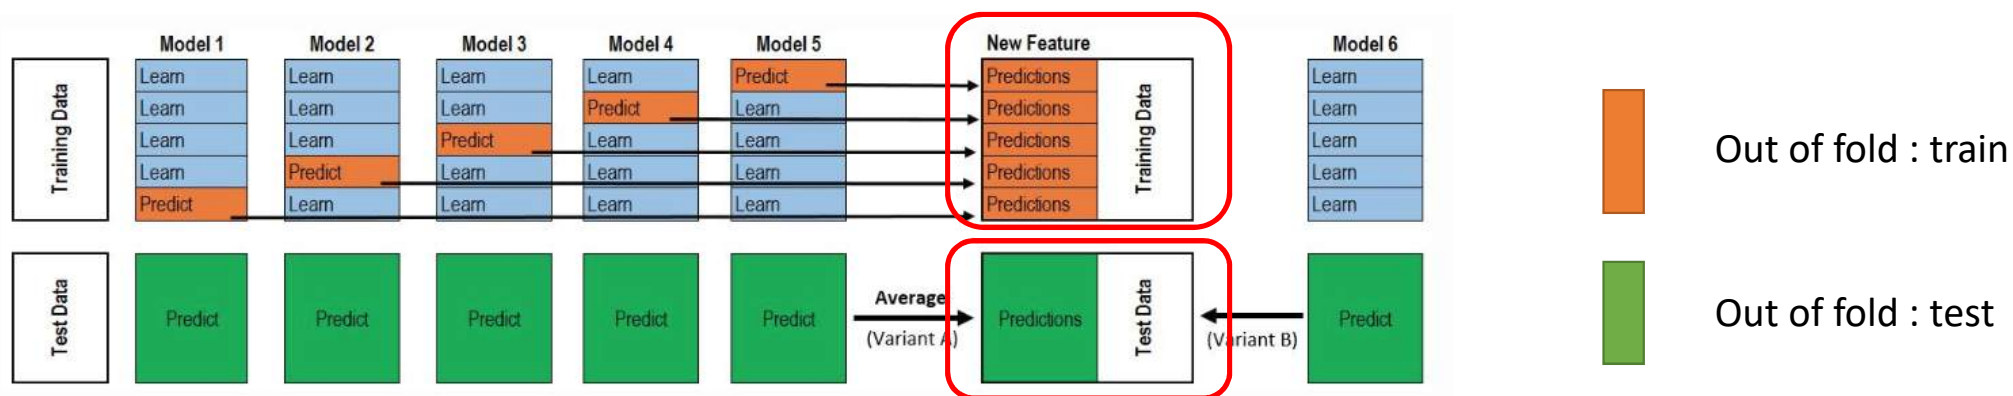 Model 1 Model 2 Model 3 Model 4 Model 5 New Feature Model 6
Training Data
Learn Learn Learn Learn Predict Predictions Learn
Learn Learn Learn Predict Learn Predictions Learn
Learn Learn Predict Learn Learn Predictions Learn
Learn Predict Learn Learn Learn Predictions Learn
Predict Learn Learn Learn Learn Predictions Learn
Training Data
Out of fold : train
Test Data
Predict Predict Predict Predict Predict
Average
(Variant A)
Predictions
Test Data
(Variant B)
Predict
Out of fold : test